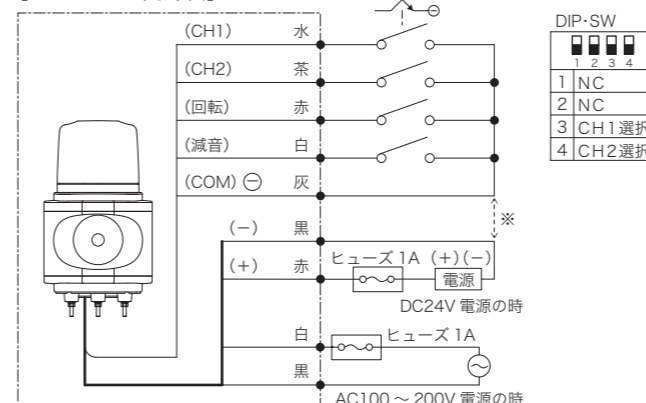 (CH1) 水
(CH2) 茶
(回転) 赤
(減音) 白
(COM) ⊖ 灰
(−) 黒
(+) 赤
ヒューズ 1A (+)(−)
電源
※
DC24V 電源の時
白 ヒューズ 1A
黒
AC100 ～ 200V 電源の時
DIP･SW
1 2 3 4
1 NC
2 NC
3 CH1選択
4 CH2選択